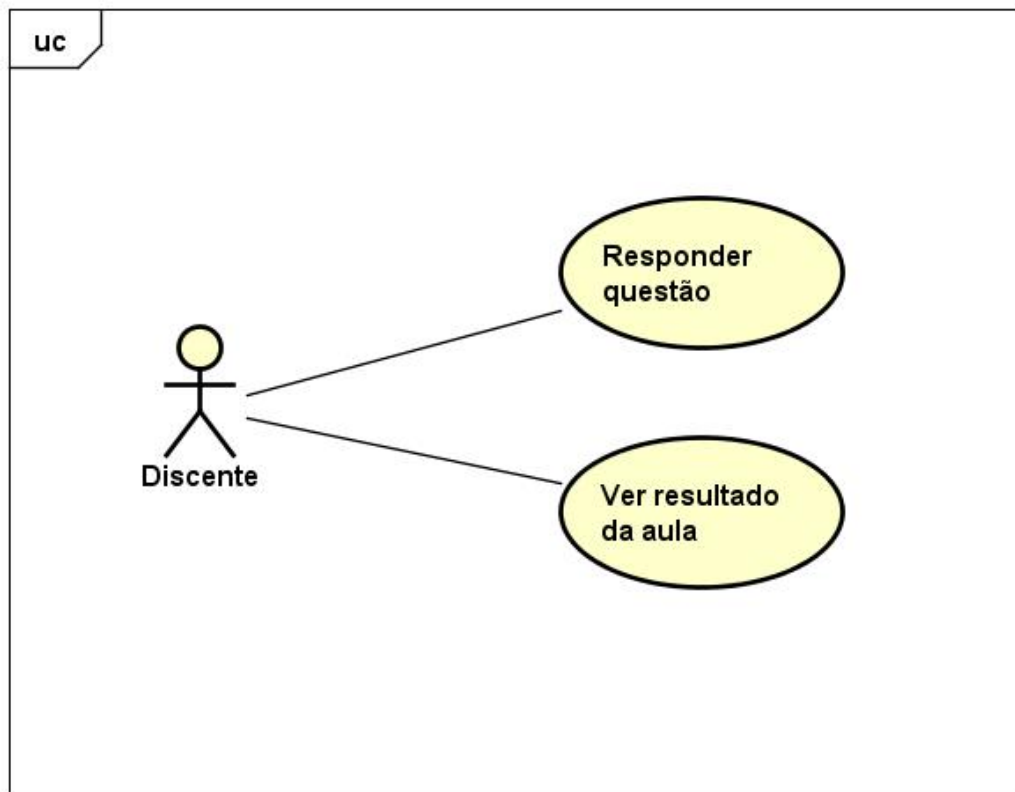 uc
Responder
questão
Discente
Ver resultado
da aula